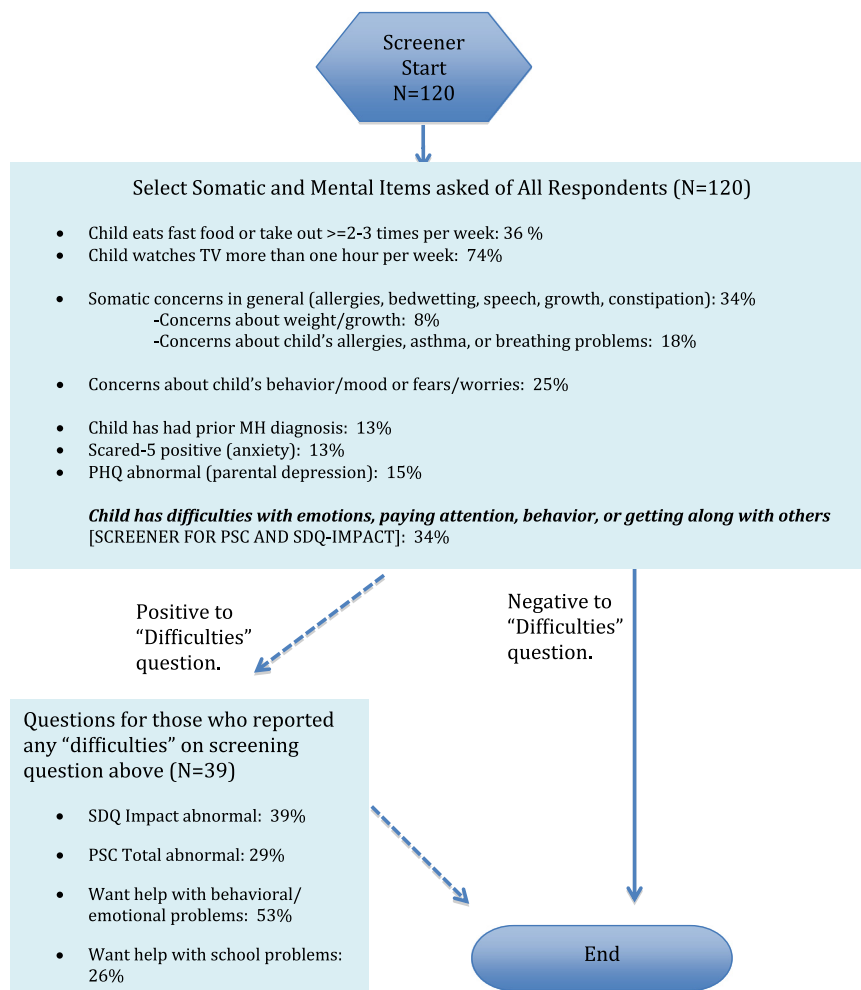 Screener
Start
N=120
Select Somatic and Mental Items asked of All Respondents (N=120)
• Child eats fast food or take out >=2-3 times per week: 36 %
• Child watches TV more than one hour per week: 74%
• Somatic concerns in general (allergies, bedwetting, speech, growth, constipation): 34%
-Concerns about weight/growth: 8%
-Concerns about child's allergies, asthma, or breathing problems: 18%
• Concerns about child's behavior/mood or fears/worries: 25%
• Child has had prior MH diagnosis: 13%
• Scared-5 positive (anxiety): 13%
• PHQ abnormal (parental depression): 15%
Child has difficulties with emotions, paying attention, behavior, or getting along with others
[SCREENER FOR PSC AND SDQ-IMPACT]: 34%
Positive to
“Difficulties”
question.
Negative to
“Difficulties”
question.
Questions for those who reported
any “difficulties” on screening
question above (N=39)
• SDQ Impact abnormal: 39%
• PSC Total abnormal: 29%
• Want help with behavioral/
emotional problems: 53%
• Want help with school problems:
26%
End